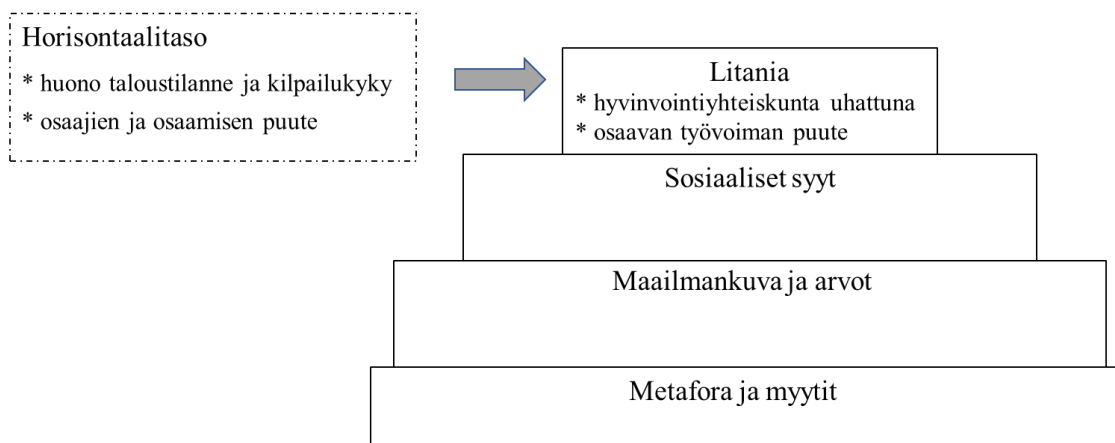 Horisontaalitaso
* huono taloustilanne ja kilpailukyky
* osaajien ja osaamisen puute
Litania
* hyvinvointiyhteiskunta uhattuna
* osaavan työvoiman puute
Sosiaaliset syyt
Maailmankuva ja arvot
Metafora ja myytit